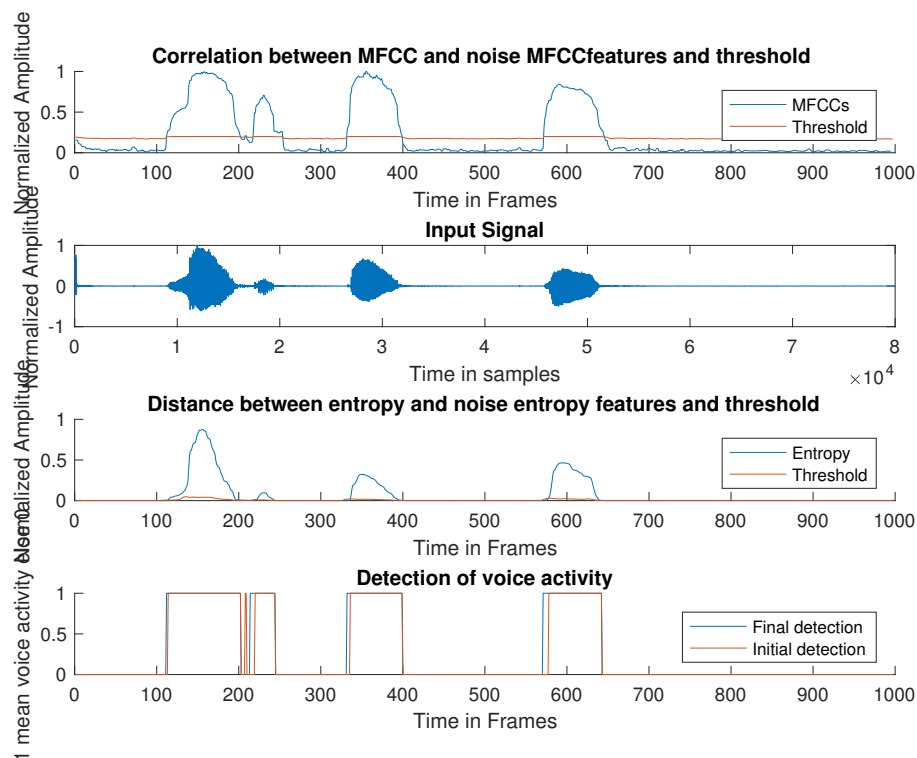 Correlation between MFCC and noise MFCCfeatures and threshold
Normalized Amplitude
1
0.5
0
MFCCs
Threshold
0 100 200 300 400 500 600 700 800 900 1000
Time in Frames
Input Signal
Normalized Amplitude
1
0
-1
0 1 2 3 4 5 6 7 8
Time in samples
×10^4
Distance between entropy and noise entropy features and threshold
Normalized Amplitude
1
0.5
0
Entropy
Threshold
0 100 200 300 400 500 600 700 800 900 1000
Time in Frames
Detection of voice activity
1 mean voice activity else 0
1
0.5
0
Final detection
Initial detection
0 100 200 300 400 500 600 700 800 900 1000
Time in Frames